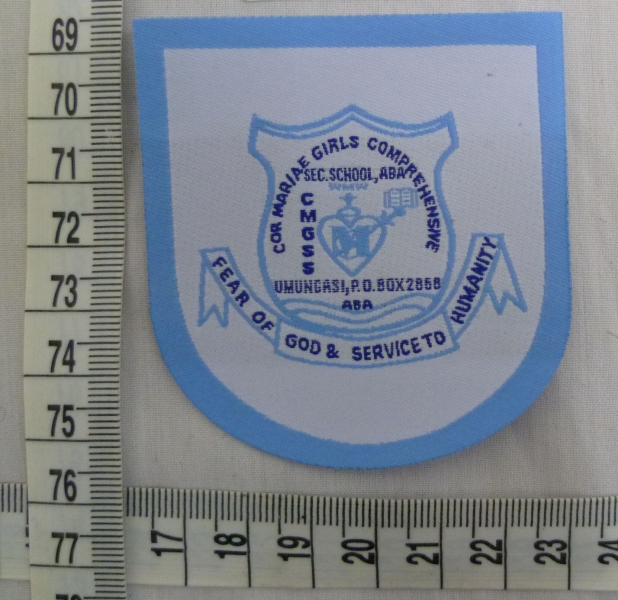 COR MARIAE GIRLS COMPREHENSIVE
SEC. SCHOOL, ABA
CMGSS
UMUNGASI, P.O. BOX 2858
ABA
FEAR OF GOD & SERVICE TO HUMANITY
69
70
71
72
73
74
75
76
77
17
18
19
20
21
22
23
24